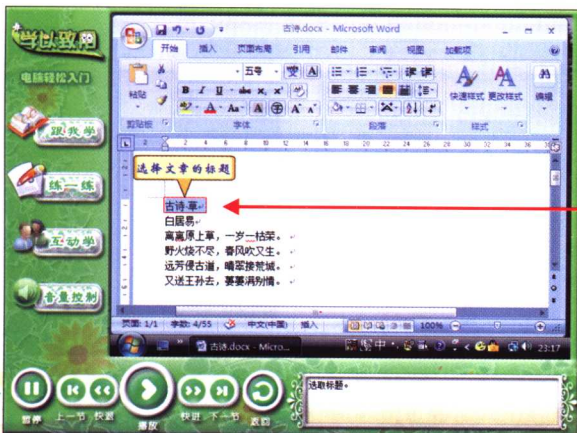 学以致用
电脑轻松入门
跟我学
练一练
互动学
音量控制
古诗.docx - Microsoft Word
开始 插入 页面布局 引用 邮件 审阅 视图 加载项
粘贴
五号
快速样式 更改样式 编辑
剪贴板 字体 段落 样式
选择文章的标题
古诗·草
白居易
离离原上草，一岁一枯荣。
野火烧不尽，春风吹又生。
远芳侵古道，晴翠接荒城。
又送王孙去，萋萋满别情。
页面: 1/1 字数: 4/55 中文(中国) 插入 100%
古诗.docx - Micro...
中
23:17
暂停 上一节 快退 播放 快进 下一节 返回
选取标题。